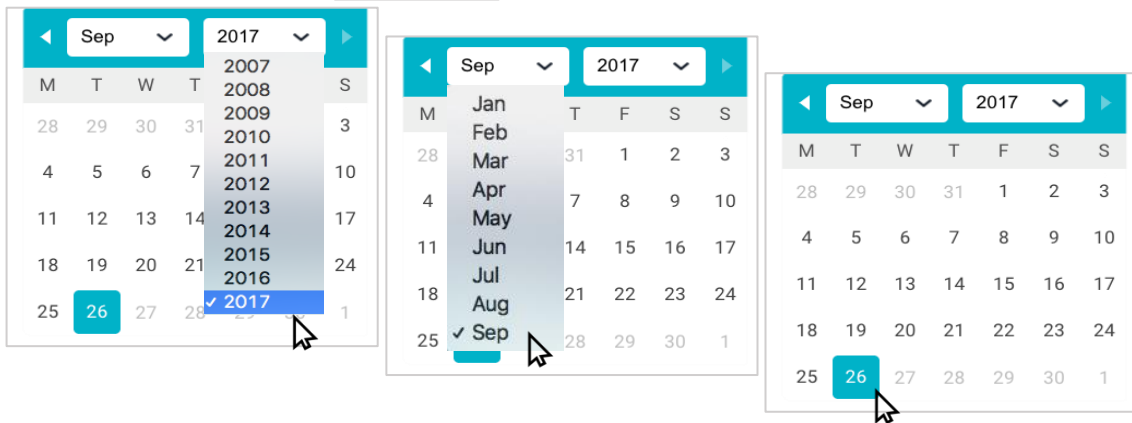 Sep 2017
2007
2008
2009
2010
2011
2012
2013
2014
2015
2016
✓ 2017
M T W T S
28 29 30 31 3
4 5 6 7 10
11 12 13 14 17
18 19 20 21 24
25 26 27 28 1
Sep 2017
Jan
Feb
Mar
Apr
May
Jun
Jul
Aug
✓ Sep
M T F S S
28 31 1 2 3
4 7 8 9 10
11 14 15 16 17
18 21 22 23 24
25 28 29 30 1
Sep 2017
M T W T F S S
28 29 30 31 1 2 3
4 5 6 7 8 9 10
11 12 13 14 15 16 17
18 19 20 21 22 23 24
25 26 27 28 29 30 1